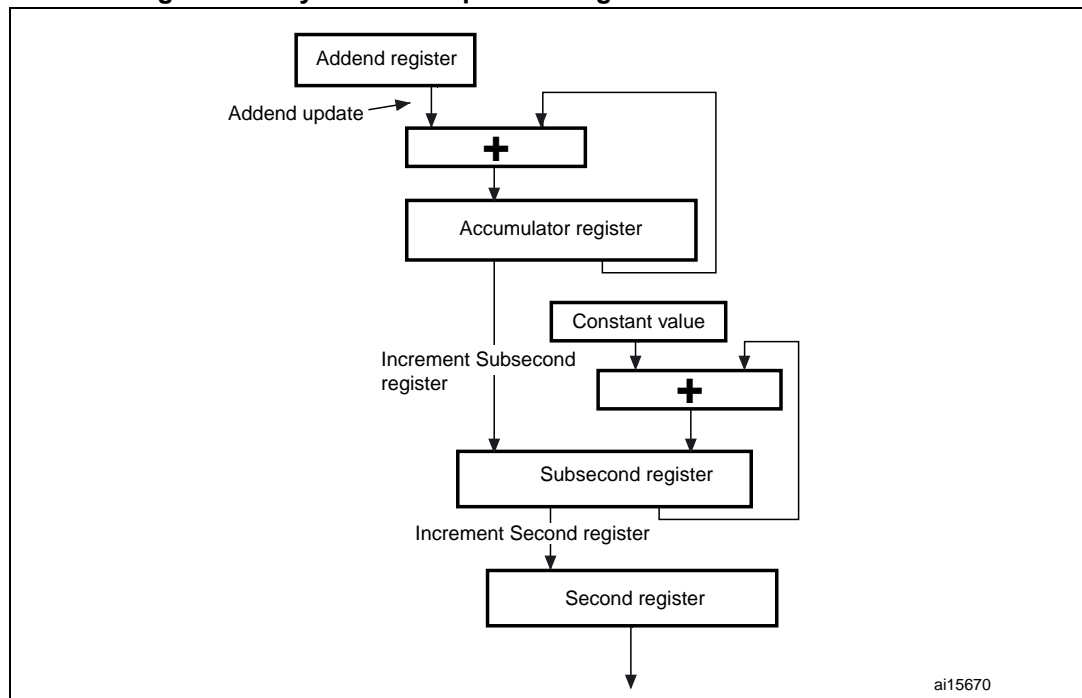 Addend register
Addend update
+
Accumulator register
Constant value
Increment Subsecond
register
+
Subsecond register
Increment Second register
Second register
ai15670